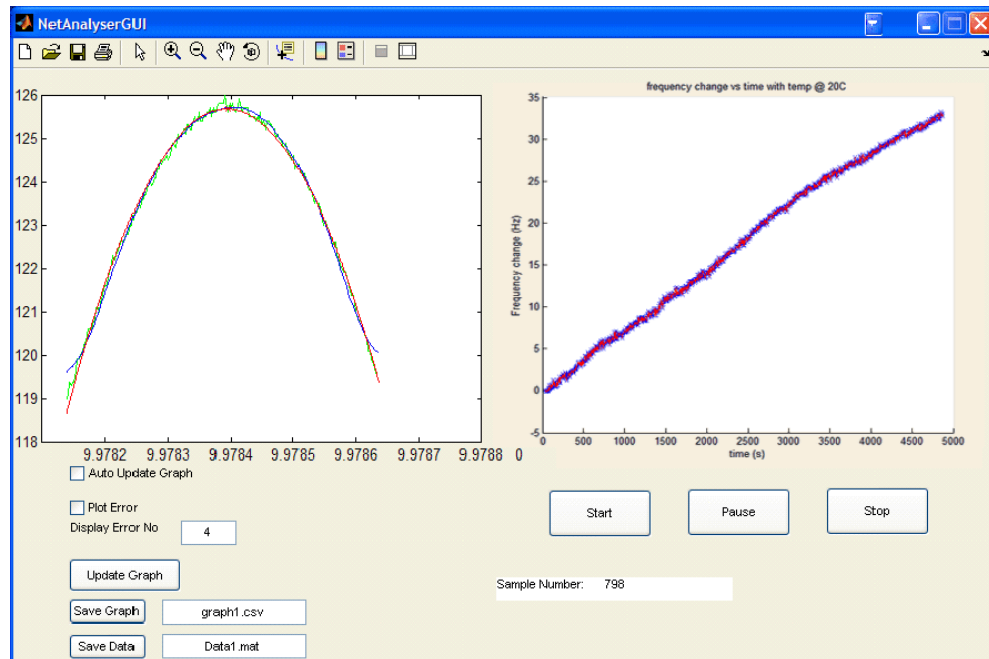 NetAnalyserGUI
126
125
124
123
122
121
120
119
118
9.9782 9.9783 9.9784 9.9785 9.9786 9.9787 9.9788 0
frequency change vs time with temp @ 20C
Frequency change (Hz)
35
30
25
20
15
10
5
0
-5
0 500 1000 1500 2000 2500 3000 3500 4000 4500 5000
time (s)
Auto Update Graph
Plot Error
Display Error No 4
Start Pause Stop
Update Graph
Sample Number: 798
Save Graph graph1.csv
Save Data Data1.mat